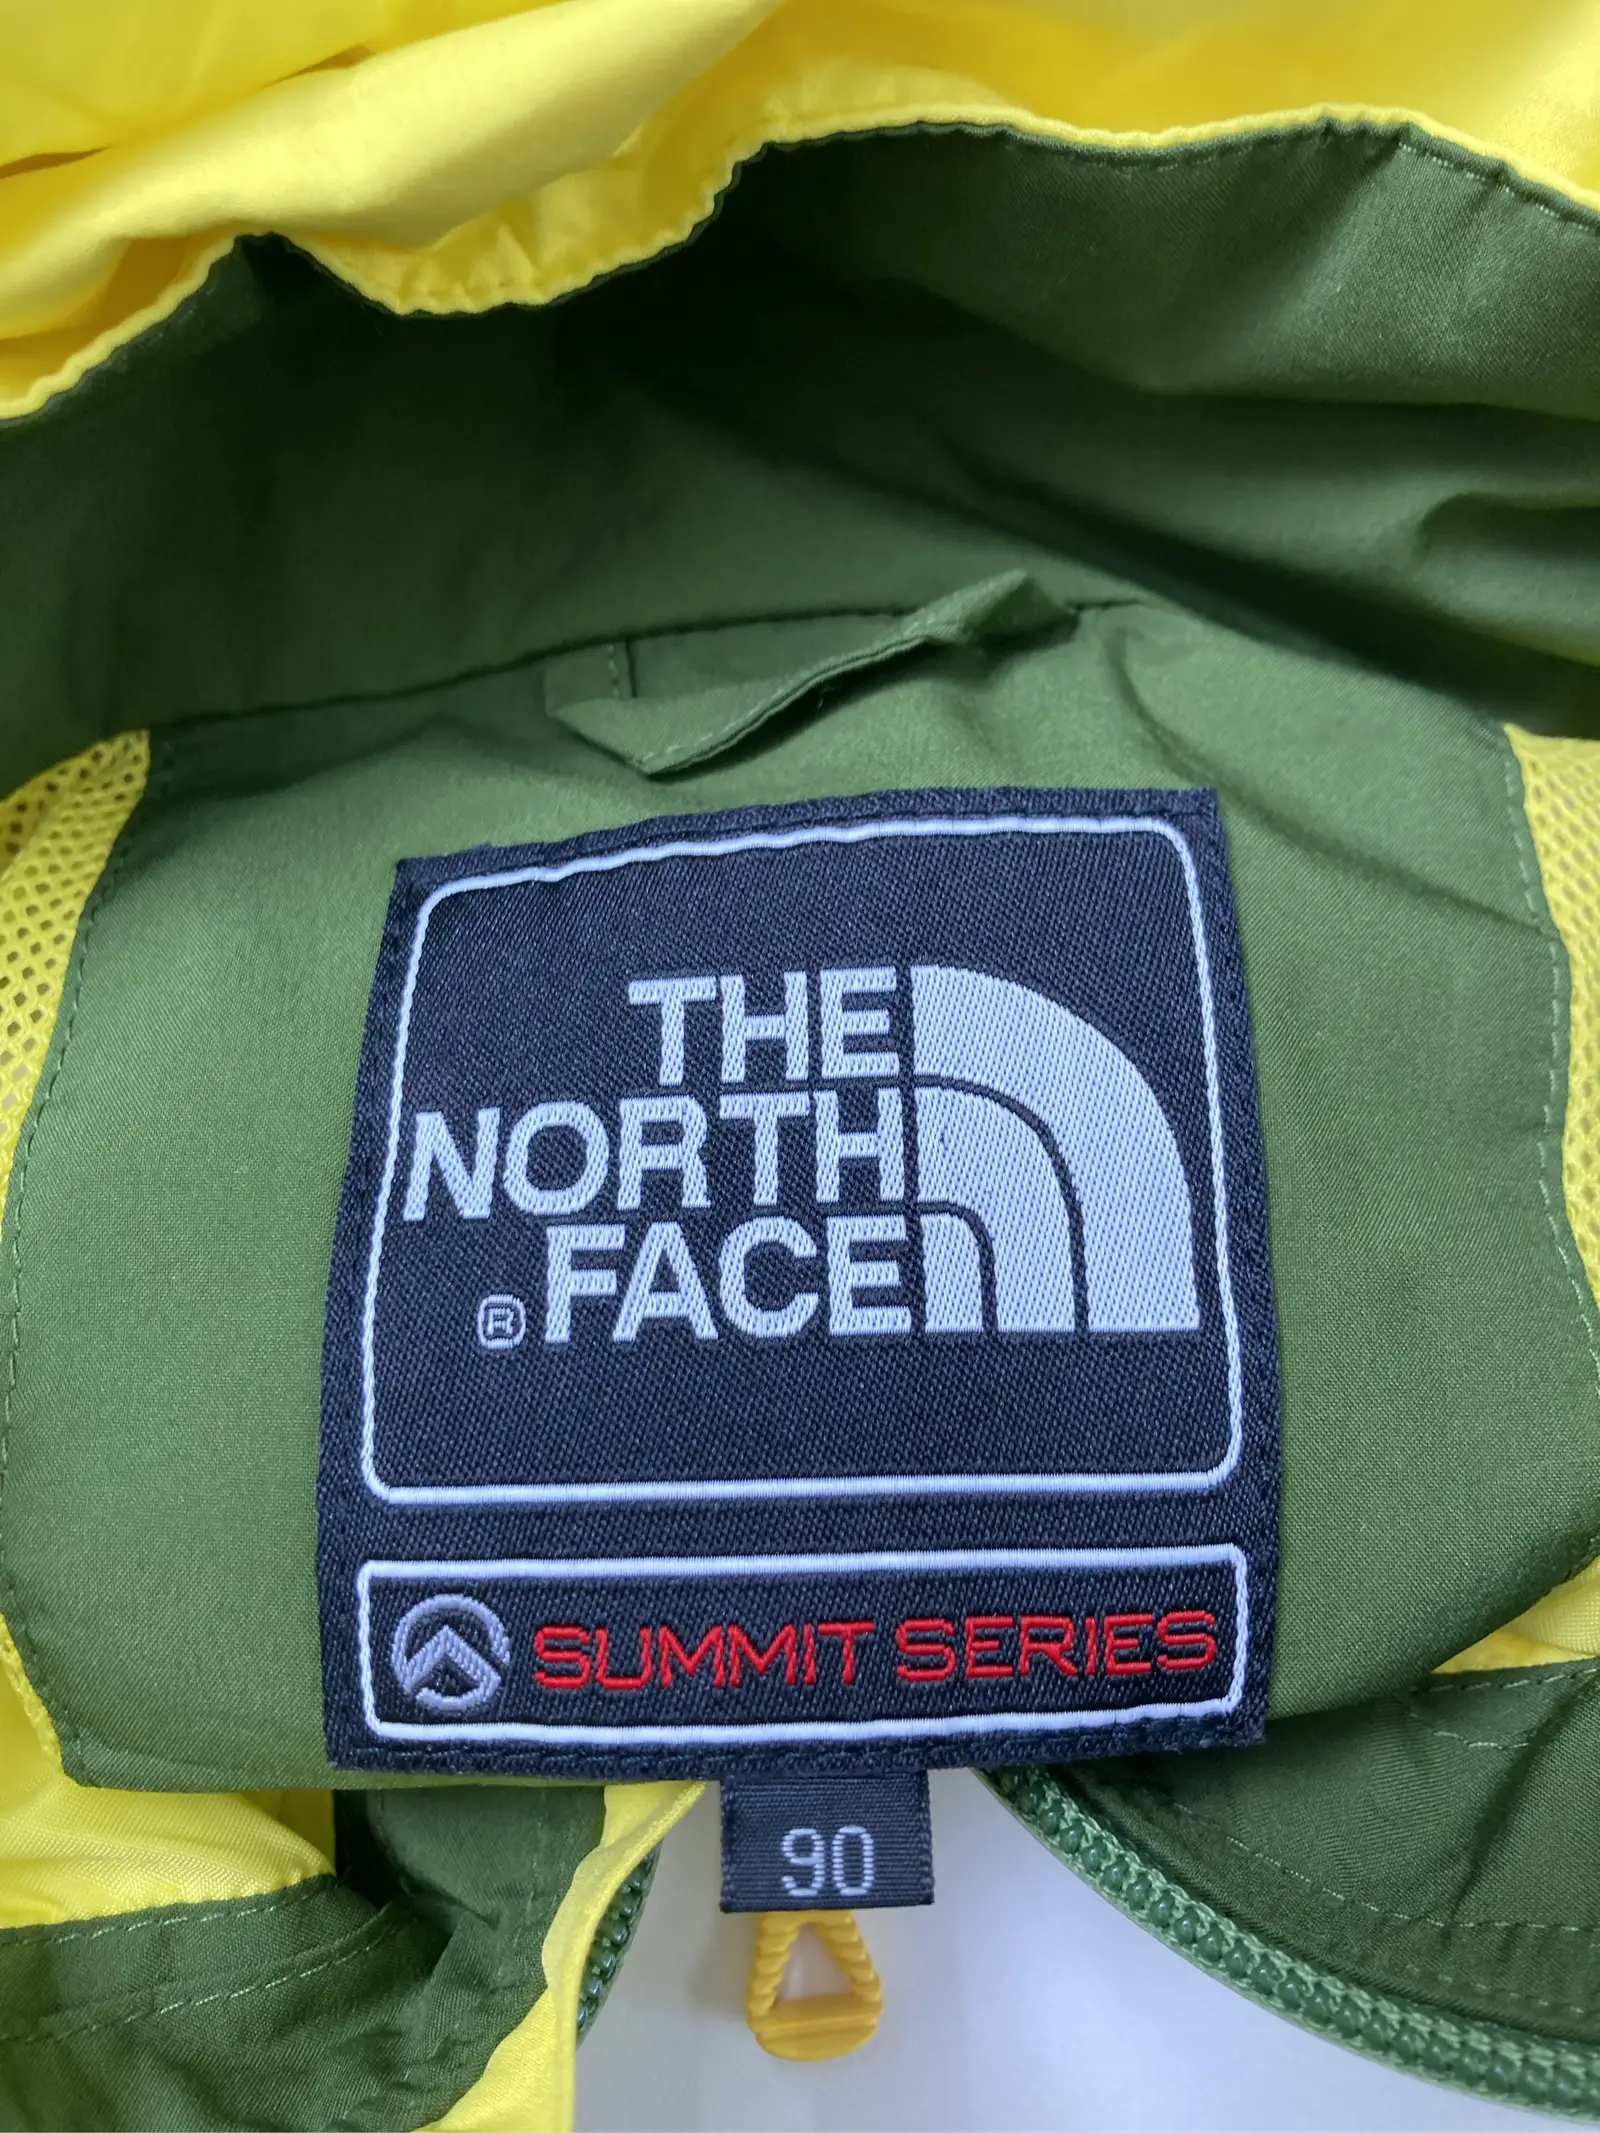 THE
NORTH
® FACE
SUMMIT SERIES
90